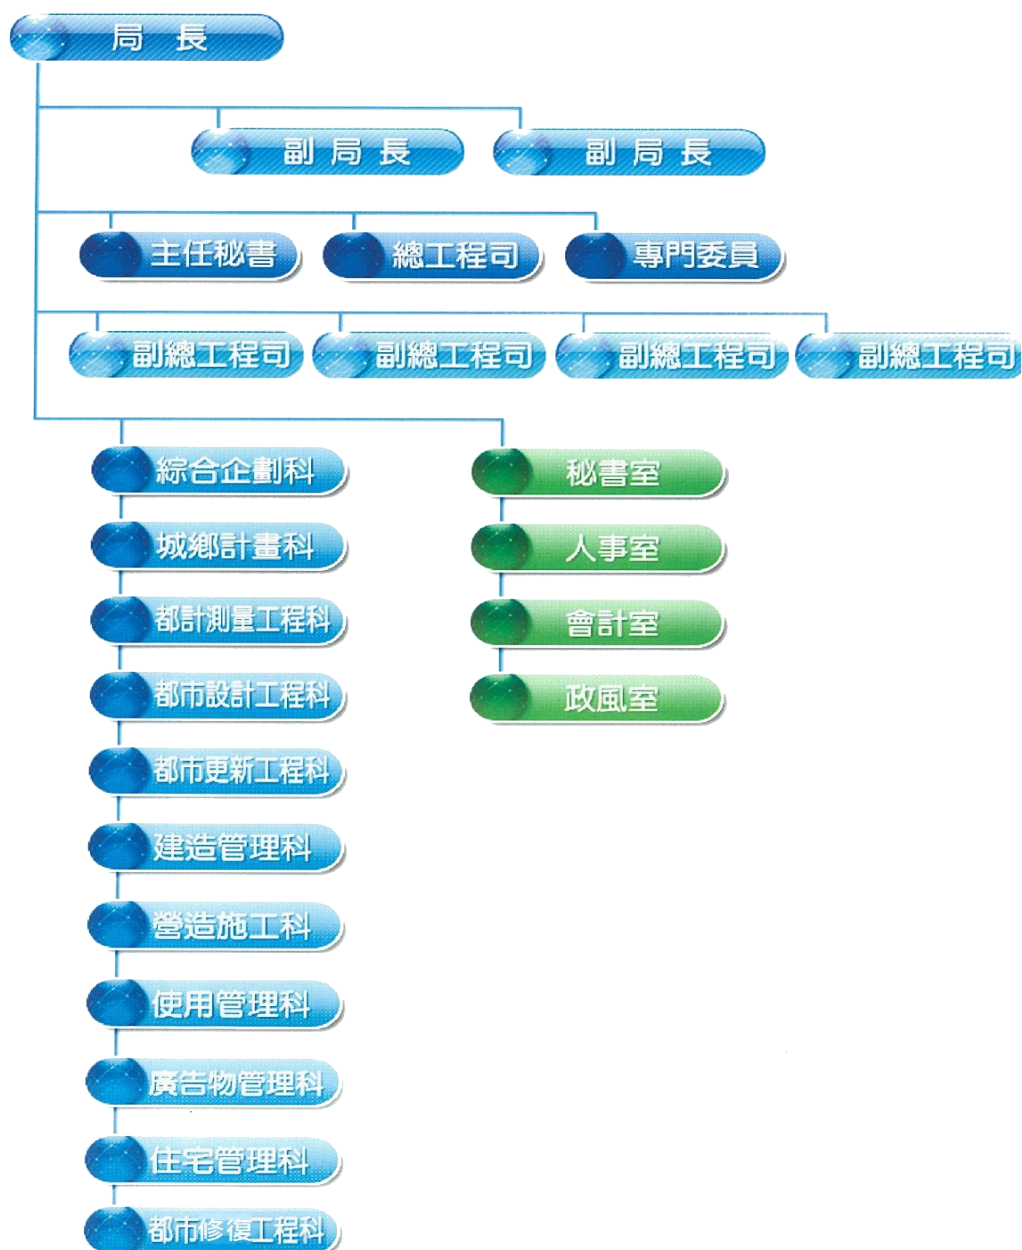 局長
副局長 副局長
主任秘書 總工程司 專門委員
副總工程司 副總工程司 副總工程司 副總工程司
綜合企劃科
城鄉計畫科
都計測量工程科
都市設計工程科
都市更新工程科
建造管理科
營造施工科
使用管理科
廣告物管理科
住宅管理科
都市修復工程科
秘書室
人事室
會計室
政風室